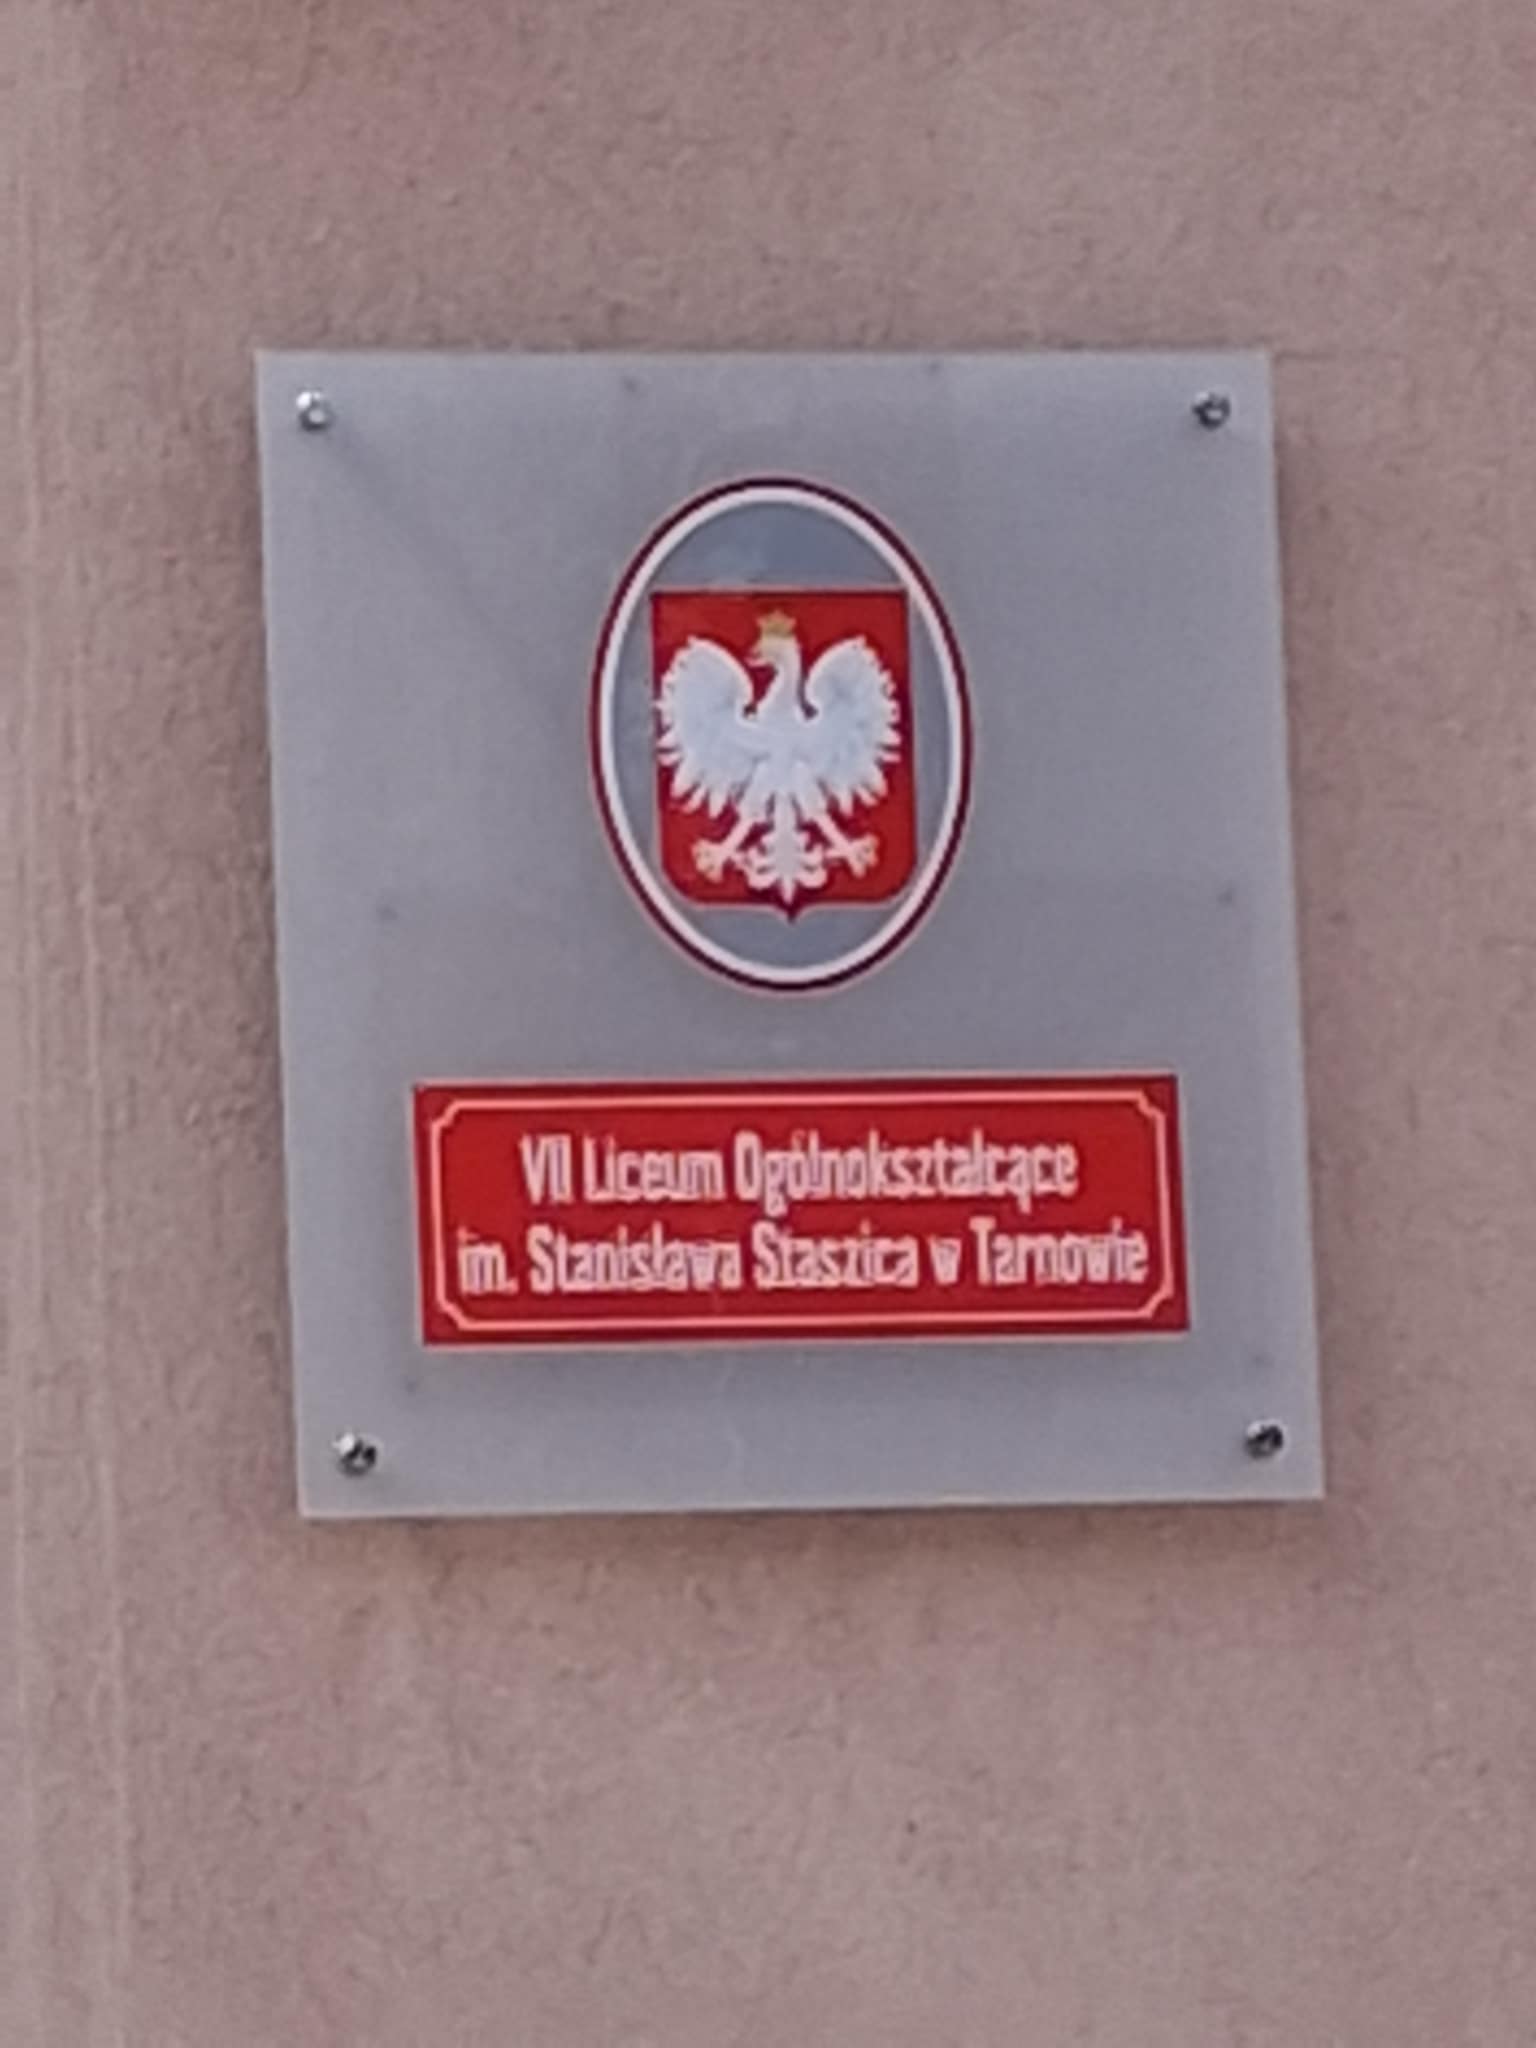 VII Liceum Ogólnokształcące
im. Stanisława Staszica w Tarnowie